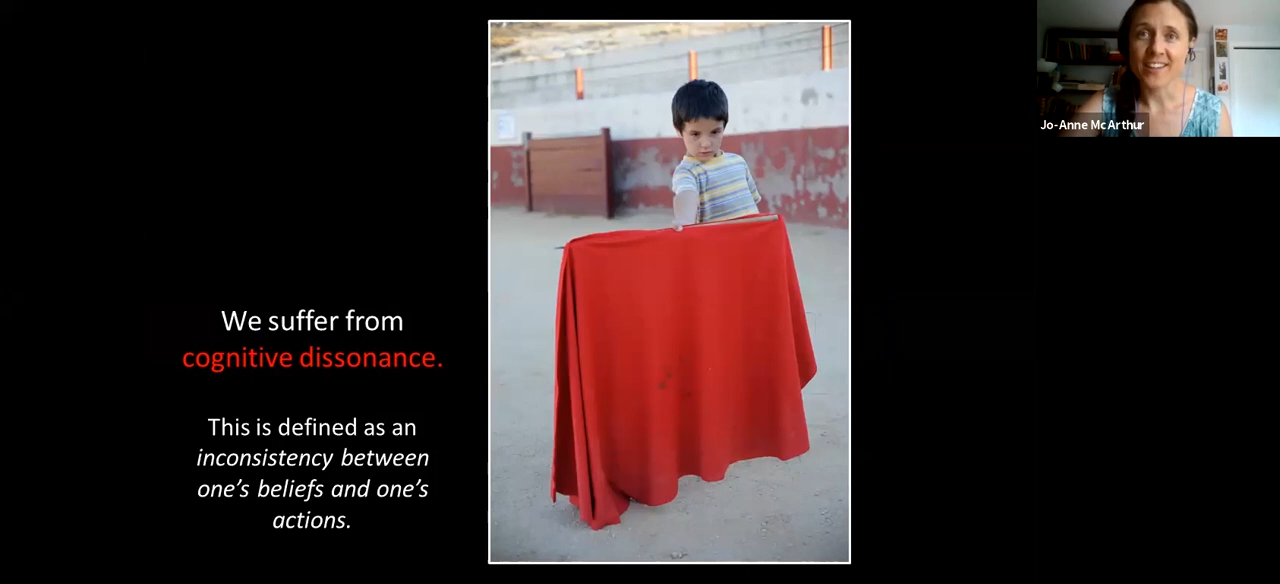 Jo-Anne McArthur
We suffer from
cognitive dissonance.
This is defined as an
inconsistency between
one's beliefs and one's
actions.